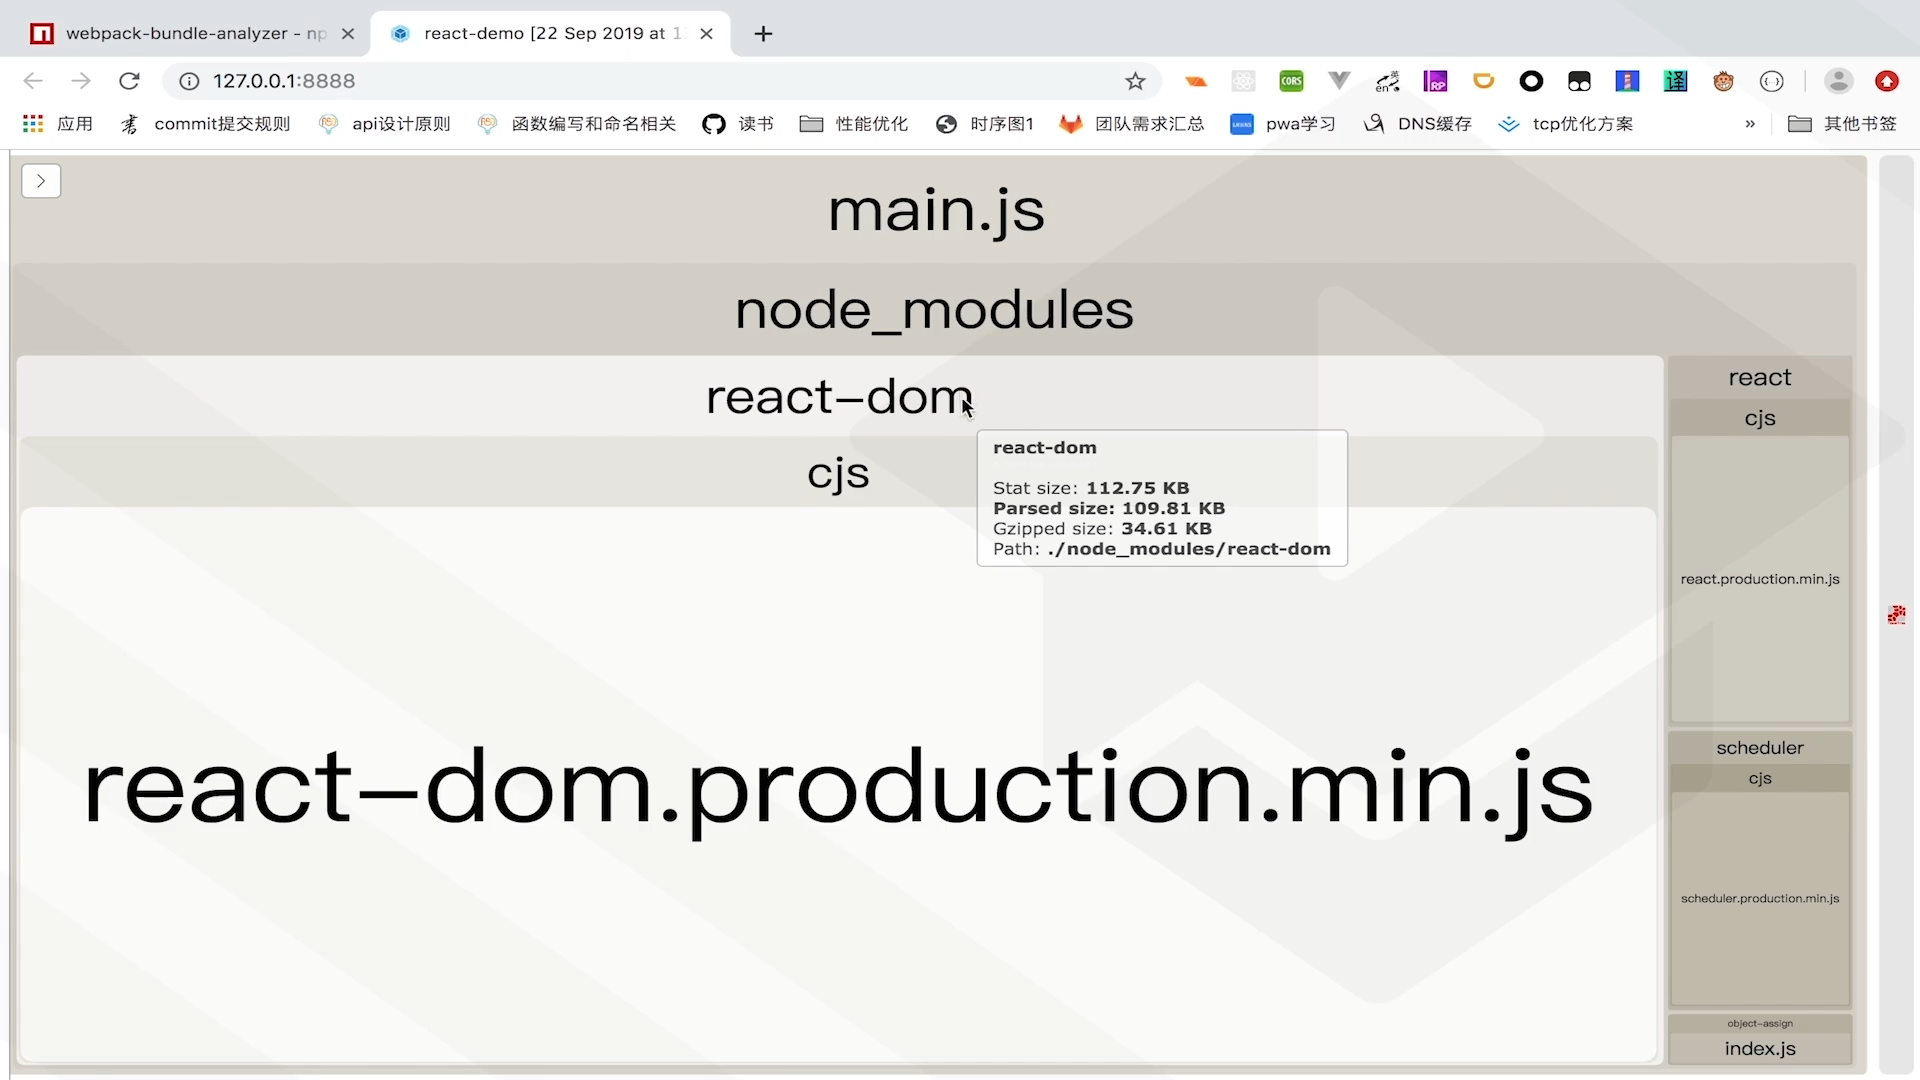 webpack-bundle-analyzer - np
react-demo [22 Sep 2019 at 1
127.0.0.1:8888
CORS
en
英
RP
译
应用
commit提交规则
api设计原则
函数编写和命名相关
读书
性能优化
时序图1
团队需求汇总
pwa学习
DNS缓存
tcp优化方案
»
其他书签
main.js
node_modules
react-dom
cjs
react-dom
Stat size: 112.75 KB
Parsed size: 109.81 KB
Gzipped size: 34.61 KB
Path: ./node_modules/react-dom
react-dom.production.min.js
react
cjs
react.production.min.js
scheduler
cjs
scheduler.production.min.js
object-assign
index.js